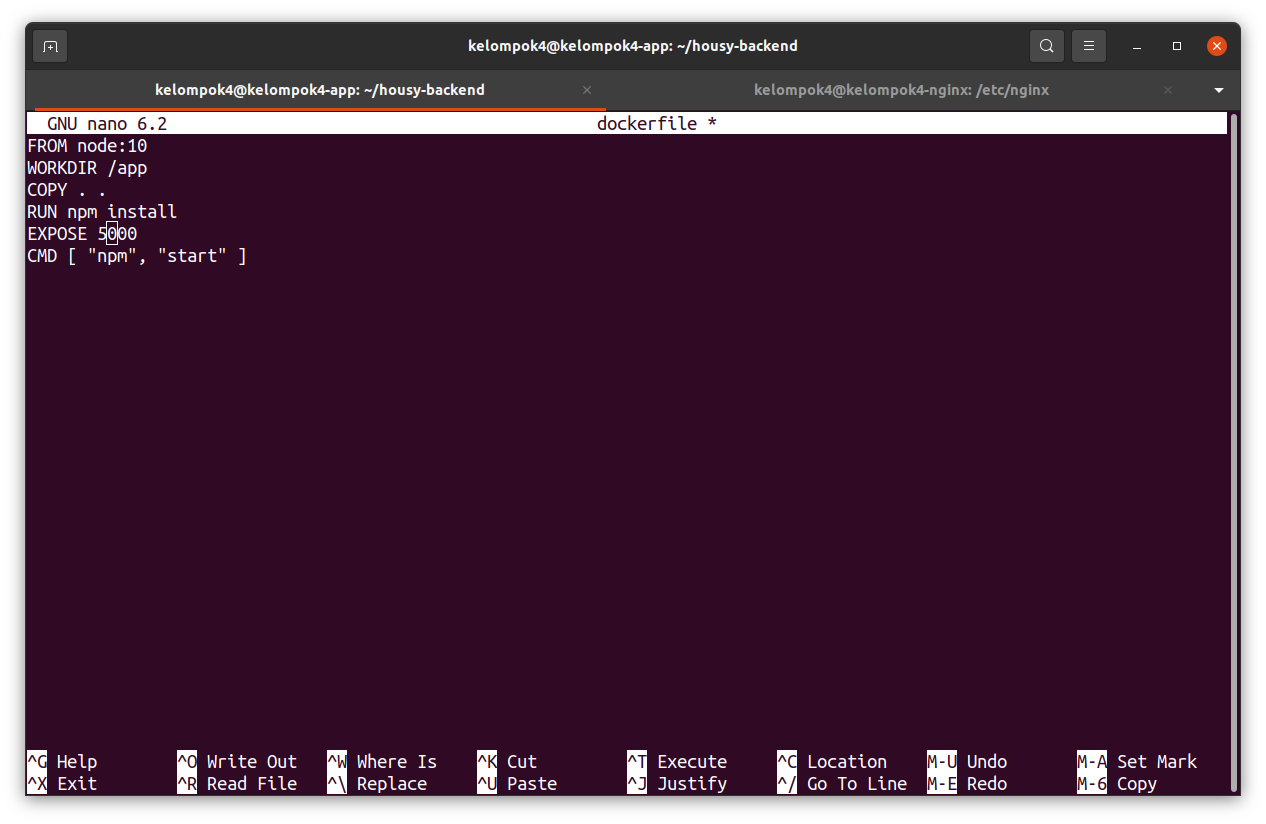 kelompok4@kelompok4-app: ~/housy-backend
kelompok4@kelompok4-app: ~/housy-backend
kelompok4@kelompok4-nginx: /etc/nginx
GNU nano 6.2 dockerfile *
FROM node:10
WORKDIR /app
COPY . .
RUN npm install
EXPOSE 5000
CMD [ "npm", "start" ]
^G Help ^O Write Out ^W Where Is ^K Cut ^T Execute ^C Location M-U Undo M-A Set Mark
^X Exit ^R Read File ^\ Replace ^U Paste ^J Justify ^/ Go To Line M-E Redo M-6 Copy